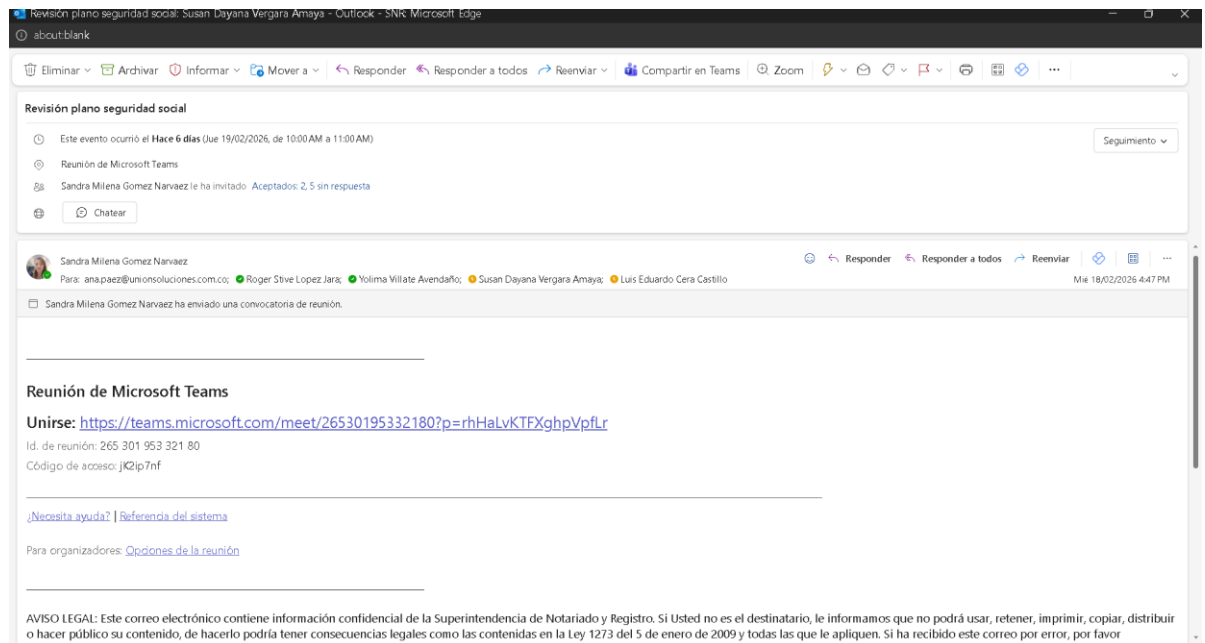 Revisión plano seguridad social: Susan Dayana Vergara Amaya - Outlook - SNR: Microsoft Edge
about:blank
Eliminar Archivar Informar Mover a Responder Responder a todos Reenviar Compartir en Teams Zoom
Revisión plano seguridad social
Este evento ocurrió el Hace 6 días (Jue 19/02/2026, de 10:00 AM a 11:00 AM)
Seguimiento
Reunión de Microsoft Teams
Sandra Milena Gomez Narvaez le ha invitado Aceptados: 2, 5 sin respuesta
Chatear
Sandra Milena Gomez Narvaez
Responder Responder a todos Reenviar
Para: ana.paez@unionsoluciones.com.co; Roger Stive Lopez Jara; Yolima Villate Avendaño; Susan Dayana Vergara Amaya; Luis Eduardo Cera Castillo
Mié 18/02/2026 4:47 PM
Sandra Milena Gomez Narvaez ha enviado una convocatoria de reunión.
Reunión de Microsoft Teams
Unirse: https://teams.microsoft.com/meet/26530195332180?p=rhHaLvKTFXghpVpfLr
Id. de reunión: 265 301 953 321 80
Código de acceso: jK2ip7nf
¿Necesita ayuda? | Referencia del sistema
Para organizadores: Opciones de la reunión
AVISO LEGAL: Este correo electrónico contiene información confidencial de la Superintendencia de Notariado y Registro. Si Usted no es el destinatario, le informamos que no podrá usar, retener, imprimir, copiar, distribuir
o hacer público su contenido, de hacerlo podría tener consecuencias legales como las contenidas en la Ley 1273 del 5 de enero de 2009 y todas las que le apliquen. Si ha recibido este correo por error, por favor